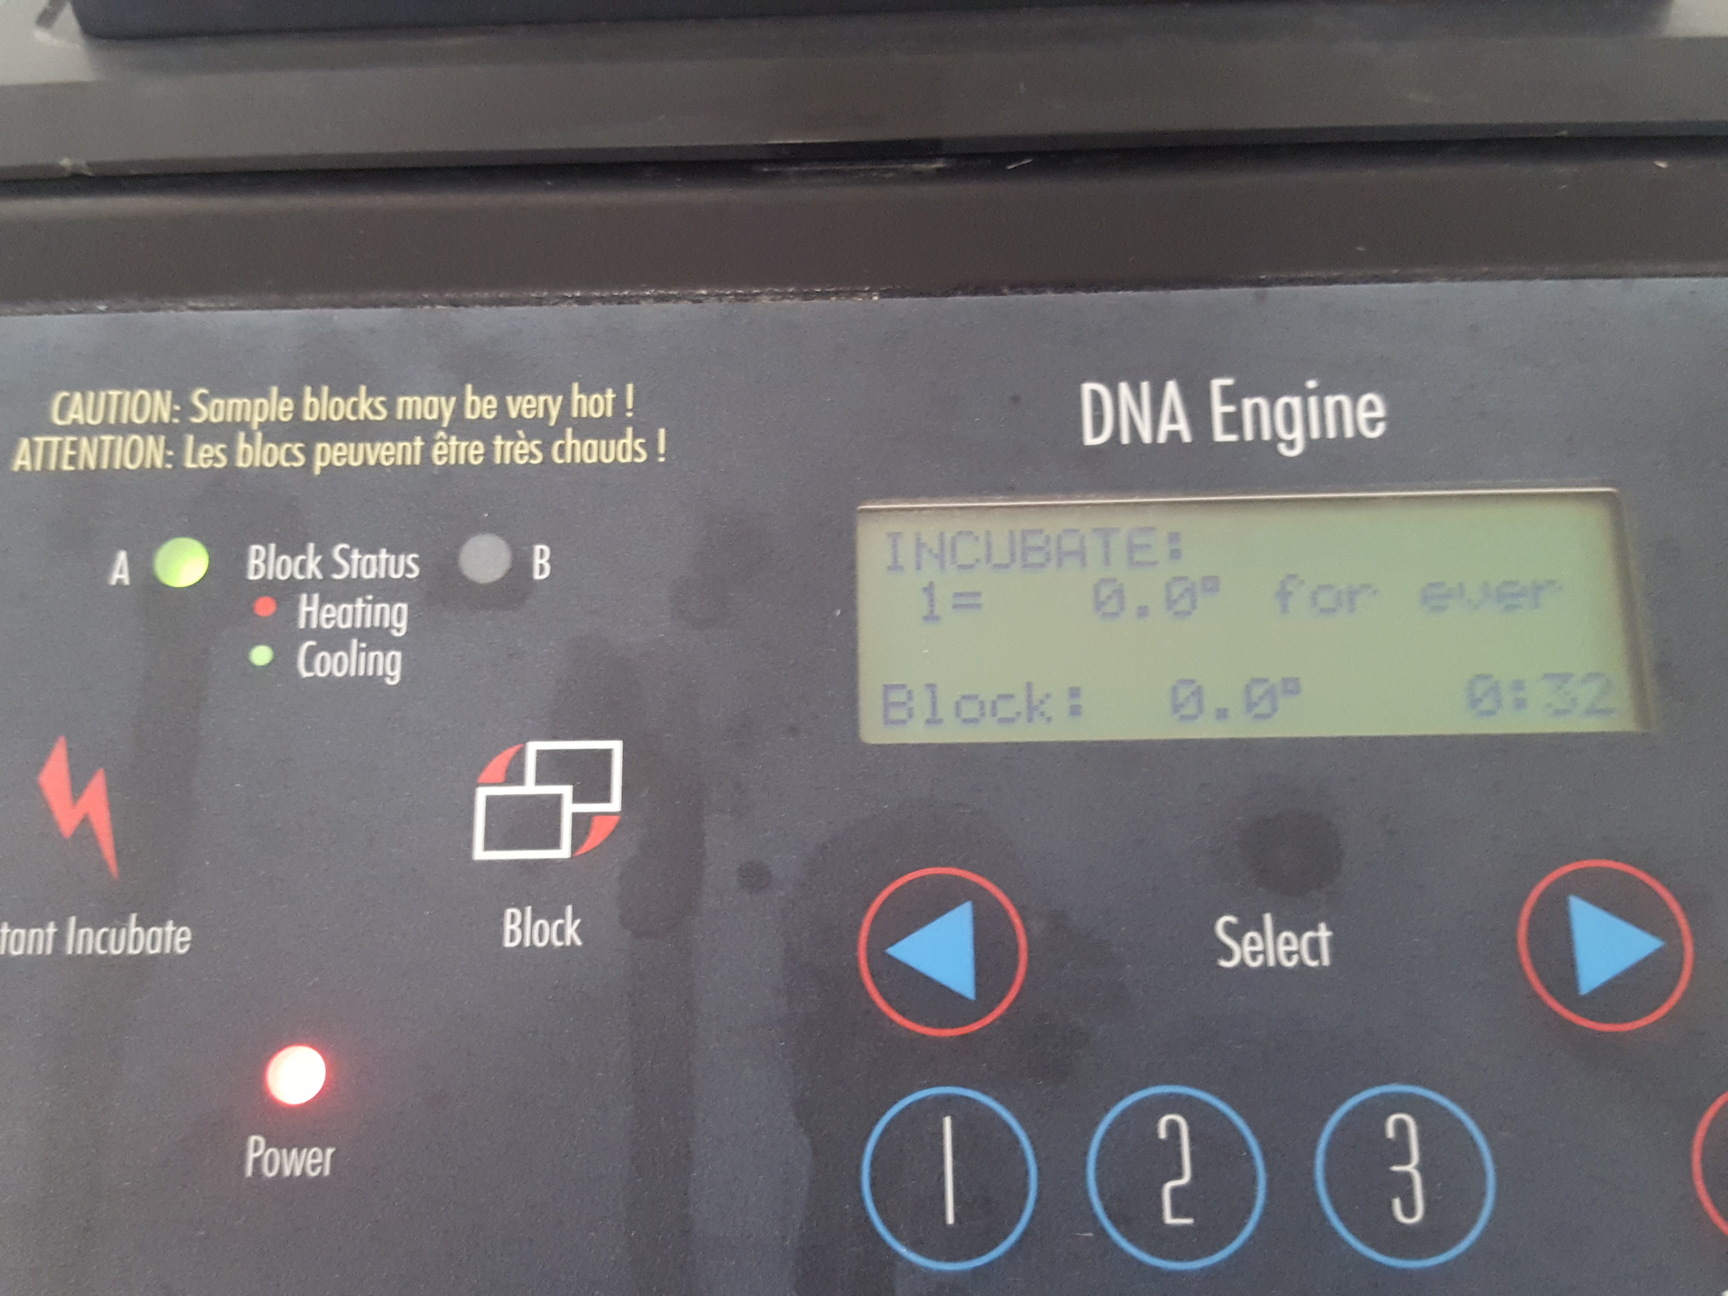 CAUTION: Sample blocks may be very hot !
ATTENTION: Les blocs peuvent être très chauds !
DNA Engine
A Block Status B
Heating
Cooling
INCUBATE:
1= 0.0° for ever
Block: 0.0° 0:32
Incubate
Block
Select
Power
1 2 3